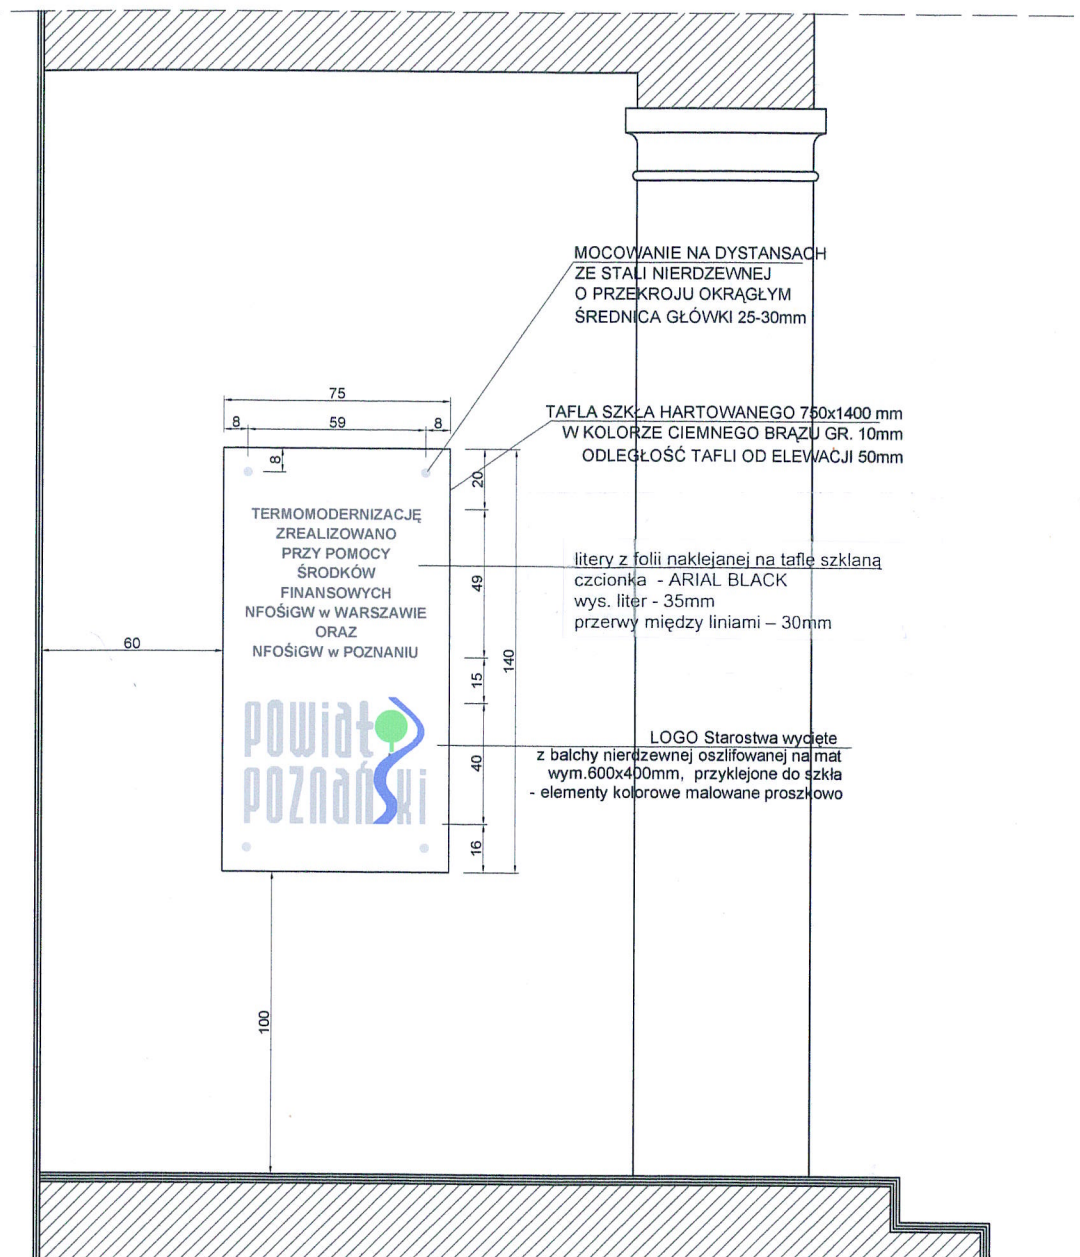 MOCOWANIE NA DYSTANSACH
ZE STALI NIERDZEWNEJ
O PRZEKROJU OKRĄGŁYM
ŚREDNICA GŁÓWKI 25-30mm
75
8
59
8
TAFLA SZKŁA HARTOWANEGO 750x1400 mm
W KOLORZE CIEMNEGO BRĄZU GR. 10mm
ODLEGŁOŚĆ TAFLI OD ELEWACJI 50mm
8
20
TERMOMODERNIZACJĘ
ZREALIZOWANO
PRZY POMOCY
ŚRODKÓW
FINANSOWYCH
NFOŚiGW w WARSZAWIE
ORAZ
NFOŚiGW w POZNANIU
litery z folii naklejanej na taflę szklaną
czcionka - ARIAL BLACK
wys. liter - 35mm
przerwy między liniami – 30mm
49
60
140
15
powiat
poznański
LOGO Starostwa wycięte
z balchy nierdzewnej oszlifowanej na mat
wym.600x400mm, przyklejone do szkła
- elementy kolorowe malowane proszkowo
40
16
100